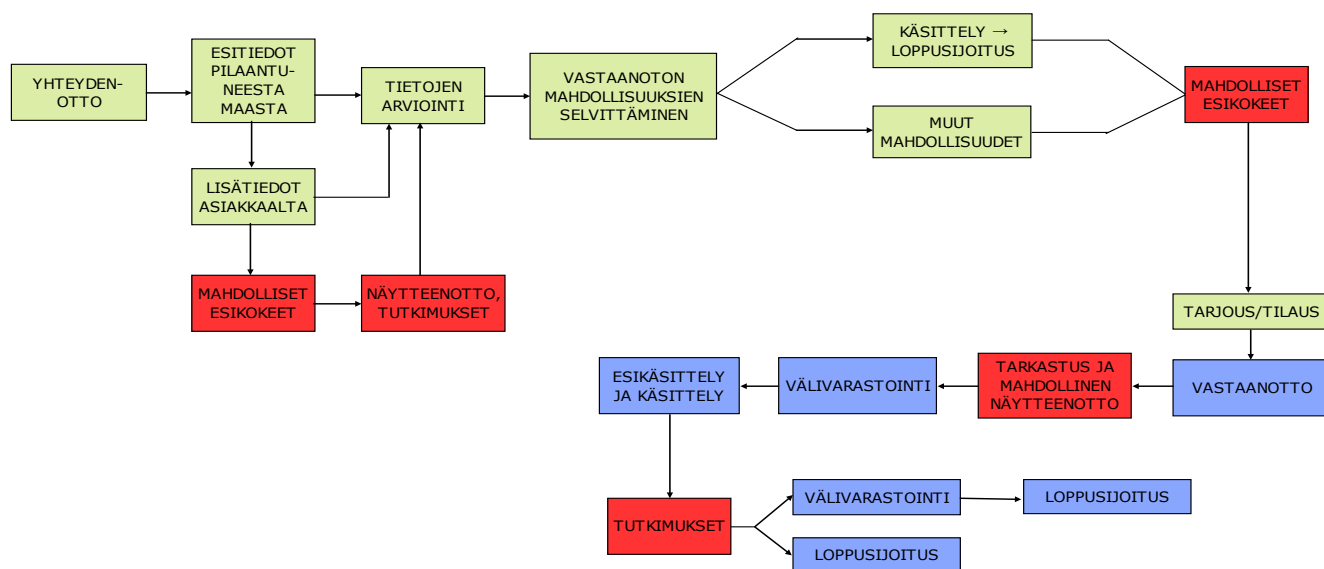 YHTEYDEN-
OTTO
ESITIEDOT
PILAANTU-
NEESTA
MAASTA
TIETOJEN
ARVIOINTI
VASTAANOTON
MAHDOLLISUUKSIEN
SELVITTÄMINEN
KÄSITTELY →
LOPPUSIJOITUS
MUUT
MAHDOLLISUUDET
MAHDOLLISET
ESIKOKEET
LISÄTIEDOT
ASIAKKAALTA
MAHDOLLISET
ESIKOKEET
NÄYTTEENOTTO,
TUTKIMUKSET
TARJOUS/TILAUS
VASTAANOTTO
TARKASTUS JA
MAHDOLLINEN
NÄYTTEENOTTO
VÄLIVARASTOINTI
ESIKÄSITTELY
JA KÄSITTELY
TUTKIMUKSET
VÄLIVARASTOINTI
LOPPUSIJOITUS
LOPPUSIJOITUS